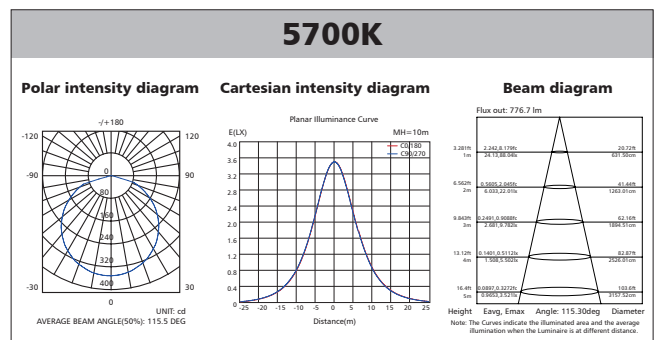 5700K
Polar intensity diagram
Cartesian intensity diagram
Beam diagram
-/+180
-120
120
-90
90
-30
30
0
0
80
160
240
320
400
UNIT: cd
AVERAGE BEAM ANGLE(50%): 115.5 DEG
Planar Illuminance Curve
E(LX)
MH=10m
C0/180
C90/270
4.0
3.6
3.2
2.8
2.4
2.0
1.6
1.2
0.8
0.4
0
-25 -20 -15 -10 -5 0 5 10 15 20 25
Distance(m)
Flux out: 776.7 lm
3.281ft 2.242,8.179fc 20.72ft
1m 24.13,88.04lx 631.50cm
6.562ft 0.5605,2.045fc 41.44ft
2m 6.033,22.01lx 1263.01cm
9.843ft 0.2491,0.9088fc 62.16ft
3m 2.681,9.782lx 1894.51cm
13.12ft 0.1401,0.5112lx 82.87ft
4m 1.508,5.502lx 2526.01cm
16.4ft 0.0897,0.3272fc 103.6ft
5m 0.9653,3.521lx 3157.52cm
Height Eavg, Emax Angle: 115.30deg Diameter
Note: The Curves indicate the illuminated area and the average
illumination when the Luminaire is at different distance.